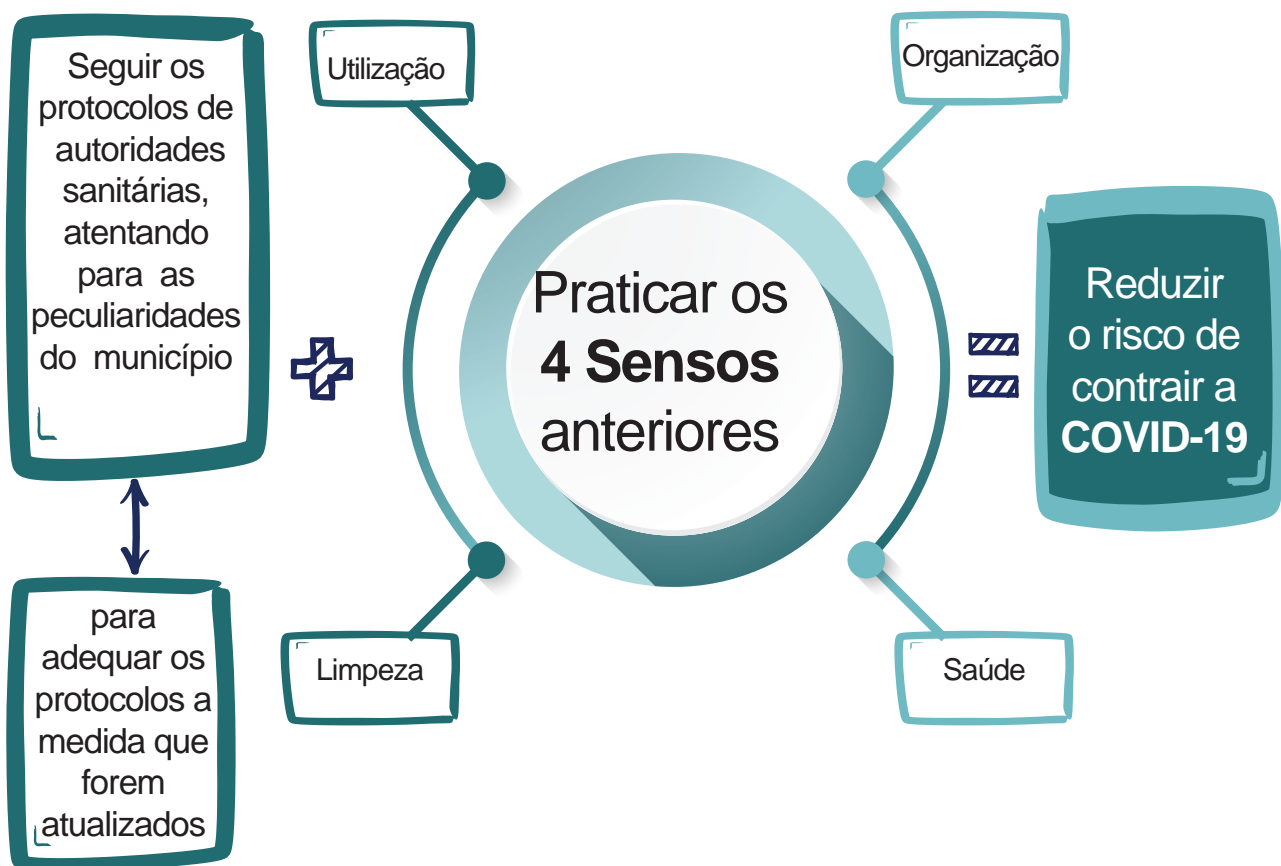 Seguir os
protocolos de
autoridades
sanitárias,
atentando
para as
peculiaridades
do município
para
adequar os
protocolos a
medida que
forem
atualizados
Utilização
Limpeza
Praticar os
4 Sensos
anteriores
Organização
Saúde
Reduzir
o risco de
contrair a
COVID-19